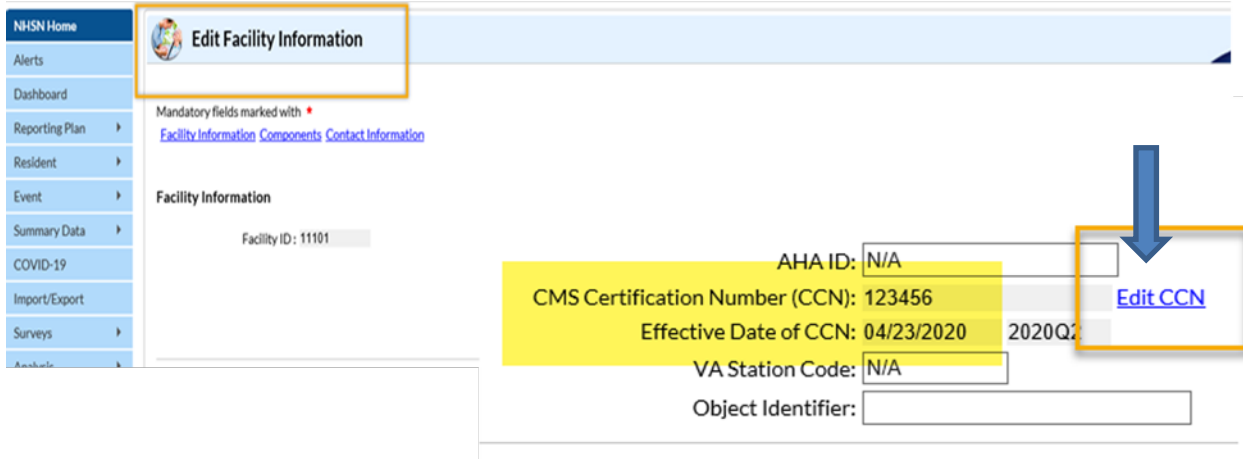 NHSN Home
Alerts
Dashboard
Reporting Plan
Resident
Event
Summary Data
COVID-19
Import/Export
Surveys
Analysis
Edit Facility Information
Mandatory fields marked with *
Facility Information Components Contact Information
Facility Information
Facility ID: 11101
AHA ID: N/A
CMS Certification Number (CCN): 123456 Edit CCN
Effective Date of CCN: 04/23/2020 2020Q2
VA Station Code: N/A
Object Identifier: